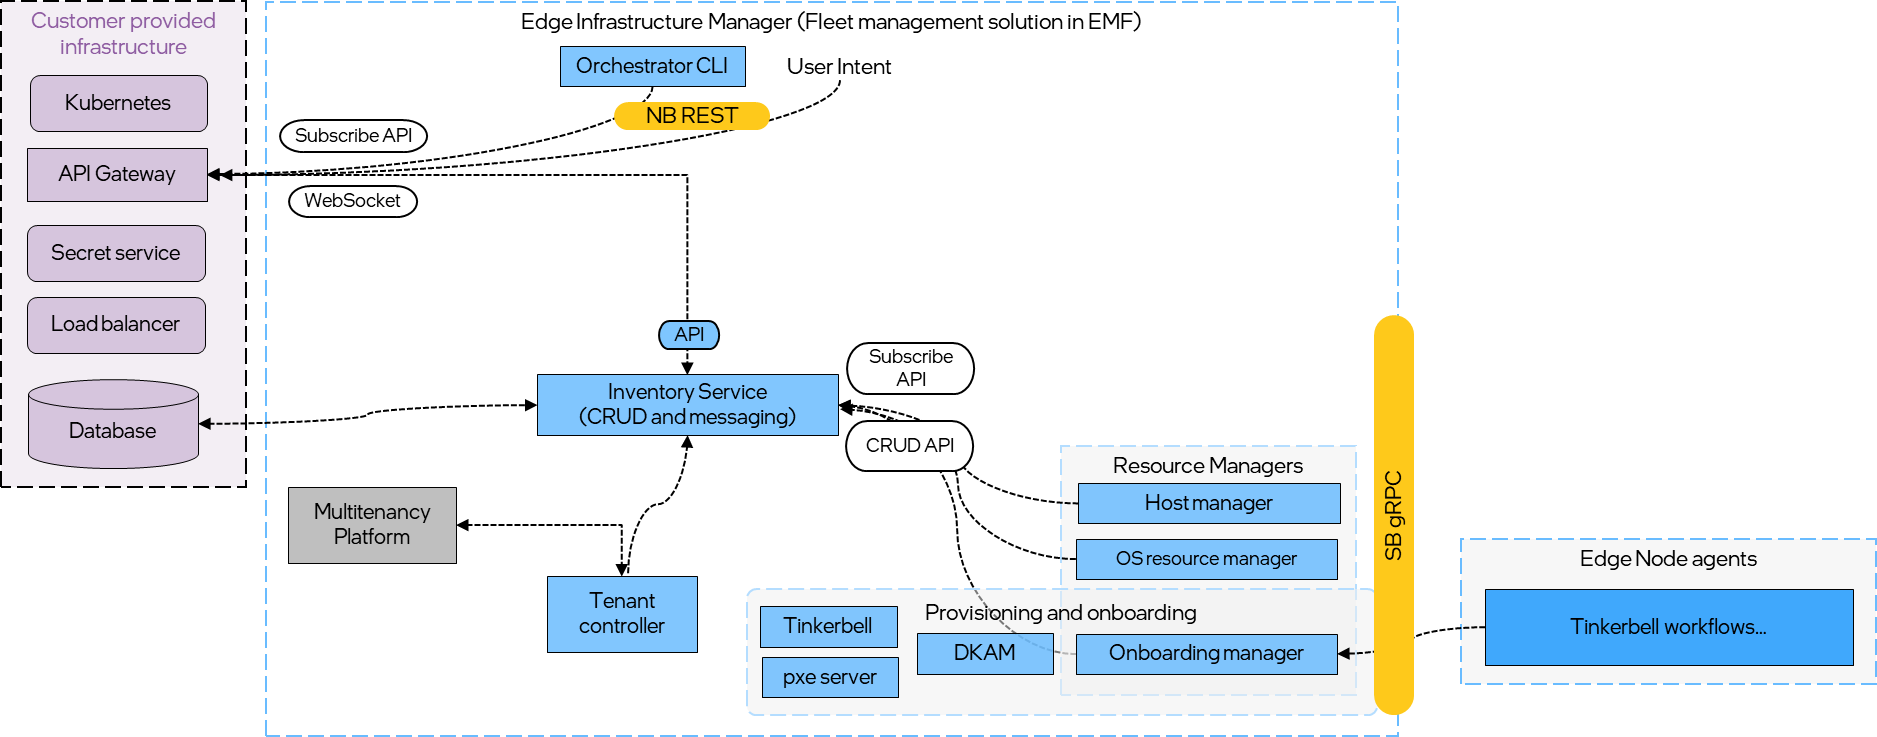 Customer provided
infrastructure
Kubernetes
API Gateway
Secret service
Load balancer
Database
Edge Infrastructure Manager (Fleet management solution in EMF)
Orchestrator CLI
User Intent
NB REST
Subscribe API
WebSocket
API
Inventory Service
(CRUD and messaging)
Subscribe
API
CRUD API
Multitenancy
Platform
Tenant
controller
Resource Managers
Host manager
OS resource manager
Provisioning and onboarding
Tinkerbell
pxe server
DKAM
Onboarding manager
SB gRPC
Edge Node agents
Tinkerbell workflows...